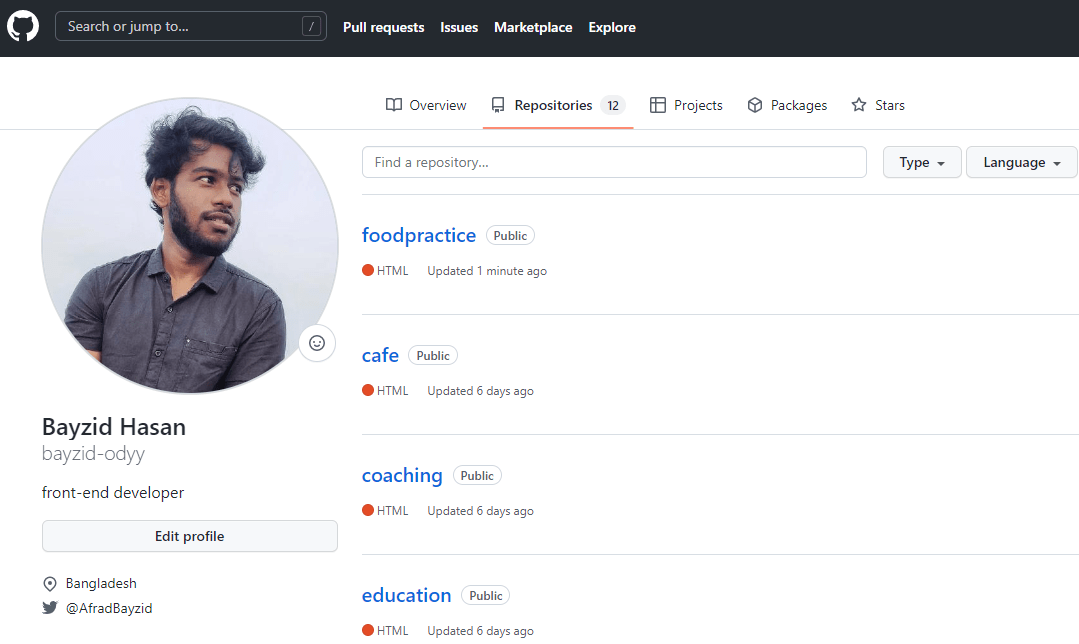 Search or jump to... /
Pull requests Issues Marketplace Explore
Overview Repositories 12 Projects Packages Stars
Find a repository... Type Language
foodpractice Public
HTML Updated 1 minute ago
cafe Public
HTML Updated 6 days ago
coaching Public
HTML Updated 6 days ago
education Public
HTML Updated 6 days ago
Bayzid Hasan
bayzid-odyy
front-end developer
Edit profile
Bangladesh
@AfradBayzid